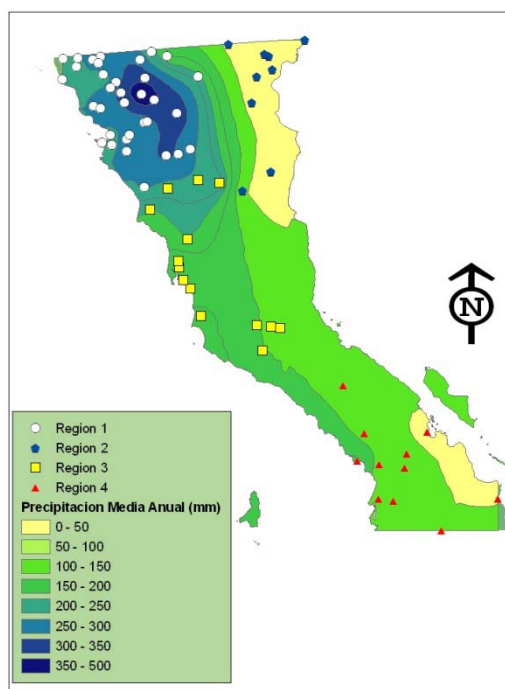 N
Region 1
Region 2
Region 3
Region 4
Precipitacion Media Anual (mm)
0 - 50
50 - 100
100 - 150
150 - 200
200 - 250
250 - 300
300 - 350
350 - 500